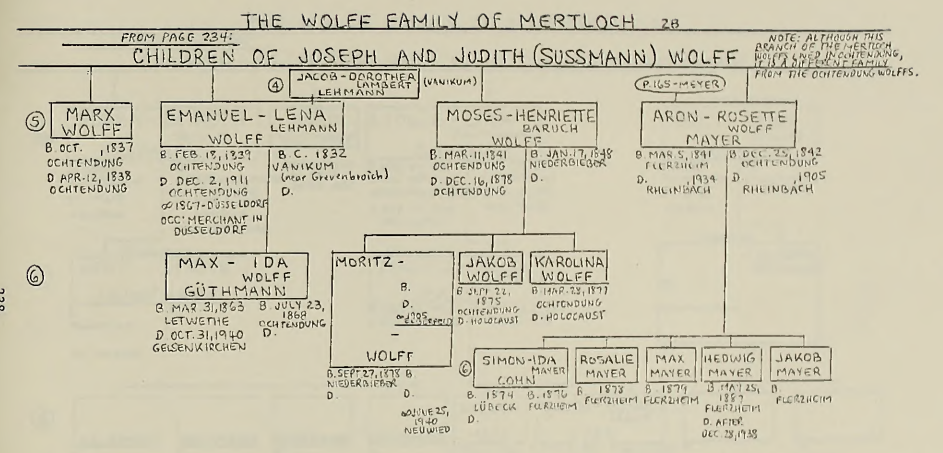 THE WOLFF FAMILY OF MERTLOCH 2B
FROM PAGE 234:
CHILDREN OF JOSEPH AND JUDITH (SUSSMANN) WOLFF
NOTE: ALTHOUGH THIS
BRANCH OF THE MERTLOCH
WOLFFS LIVED IN OCHTENDUNG,
IT IS A DIFFERENT FAMILY
FROM THE OCHTENDUNG WOLFFS.
4
JACOB - DOROTHEA
LAMBERT
LEHMANN
(VANIKUM)
P.165-MEYER
5
MARX
WOLFF
B. OCT. , 1837
OCHTENDUNG
D APR. 12, 1838
OCHTENDUNG
EMANUEL - LENA
LEHMANN
WOLFF
B. FEB. 18, 1839
OCHTENDUNG
D DEC. 2, 1911
OCHTENDUNG
∞ 1867 - DÜSSELDORF
OCC: MERCHANT IN
DÜSSELDORF
B. C. 1832
VANIKUM
(near Grevenbroich)
D.
MOSES - HENRIETTE
BARUCH
WOLFF
B. MAR. 11, 1841
OCHTENDUNG
D. DEC. 16, 1878
OCHTENDUNG
B. JAN. 17, 1848
NIEDERBIEBER
D.
ARON - ROSETTE
WOLFF
MAYER
B. MAR. 5, 1841
FLERZHEIM
D. , 1934
RHEINBACH
B. DEC. 25, 1842
OCHTENDUNG
D. , 1905
RHEINBACH
6
MAX - IDA
WOLFF
GÜTHMANN
B. MAR. 31, 1863
LETWETHE
D OCT. 31, 1940
GELSENKIRCHEN
B. JULY 23,
1868
OCHTENDUNG
D.
MORITZ -
B.
D.
∞ 1905
ELBERFELD
-
WOLFF
B. SEPT. 27, 1878
NIEDERBIEBER
D.
B.
D.
∞ JUNE 25,
1940
NEUWIED
JAKOB
WOLFF
B. SEPT 22,
1875
OCHTENDUNG
D - HOLOCAUST
KAROLINA
WOLFF
B. MAR. 28, 1877
OCHTENDUNG
D - HOLOCAUST
6
SIMON - IDA
MAYER
COHN
B. 1874
LÜBECK
D.
B. 1876
FLERZHEIM
ROSALIE
MAYER
B 1878
FLERZHEIM
MAX
MAYER
B. 1879
FLERZHEIM
HEDWIG
MAYER
B. MAY 25,
1887
FLERZHEIM
D. AFTER
DEC. 28, 1938
JAKOB
MAYER
B.
FLERZHEIM